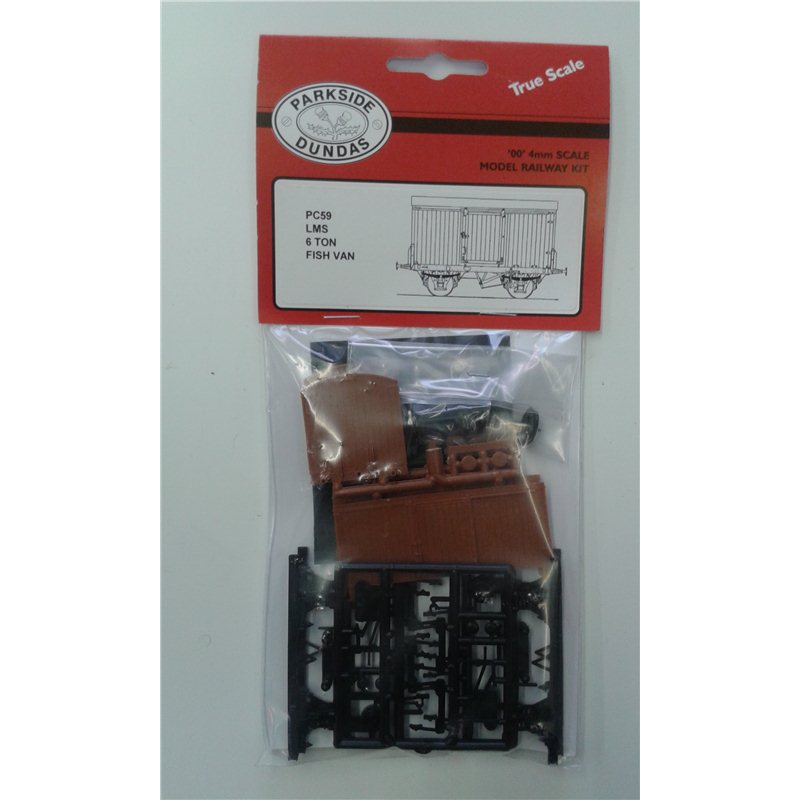 PARKSIDE
DUNDAS
True Scale
'00' 4mm SCALE
MODEL RAILWAY KIT
PC59
LMS
6 TON
FISH VAN